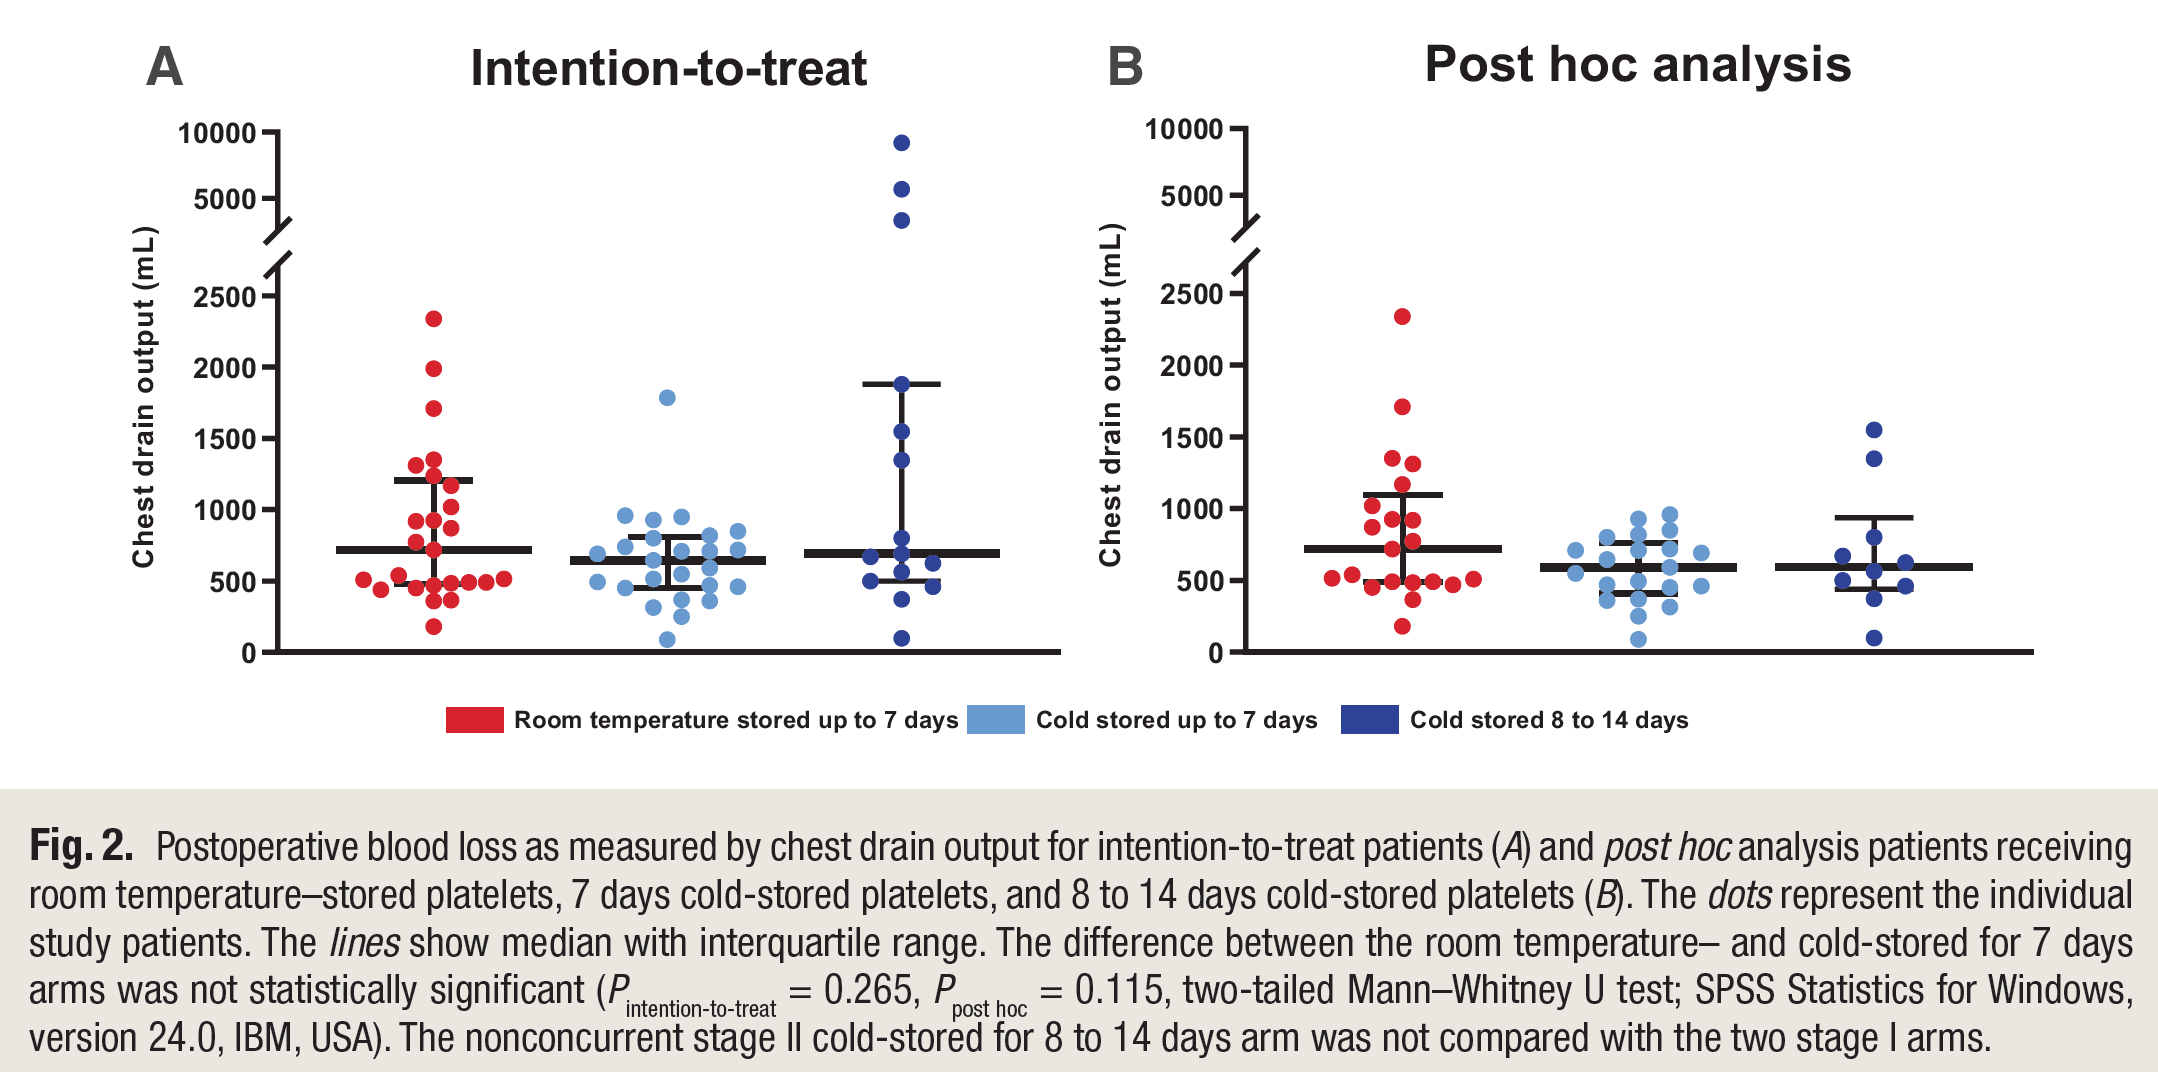 A
Intention-to-treat
10000
5000
2500
2000
1500
1000
500
0
Chest drain output (mL)
B
Post hoc analysis
10000
5000
2500
2000
1500
1000
500
0
Chest drain output (mL)
Room temperature stored up to 7 days
Cold stored up to 7 days
Cold stored 8 to 14 days
Fig. 2. Postoperative blood loss as measured by chest drain output for intention-to-treat patients (A) and post hoc analysis patients receiving
room temperature–stored platelets, 7 days cold-stored platelets, and 8 to 14 days cold-stored platelets (B). The dots represent the individual
study patients. The lines show median with interquartile range. The difference between the room temperature– and cold-stored for 7 days
arms was not statistically significant (Pintention-to-treat = 0.265, Ppost hoc = 0.115, two-tailed Mann–Whitney U test; SPSS Statistics for Windows,
version 24.0, IBM, USA). The nonconcurrent stage II cold-stored for 8 to 14 days arm was not compared with the two stage I arms.